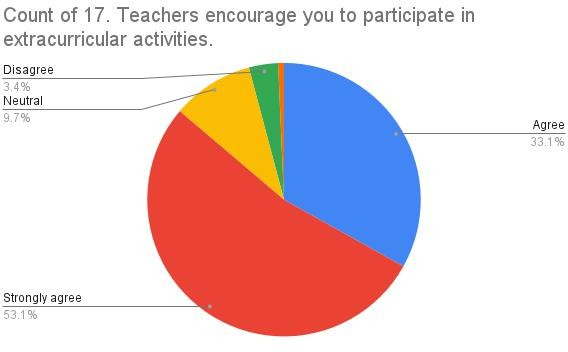 Count of 17. Teachers encourage you to participate in
extracurricular activities.
Disagree
3.4%
Neutral
9.7%
Agree
33.1%
Strongly agree
53.1%